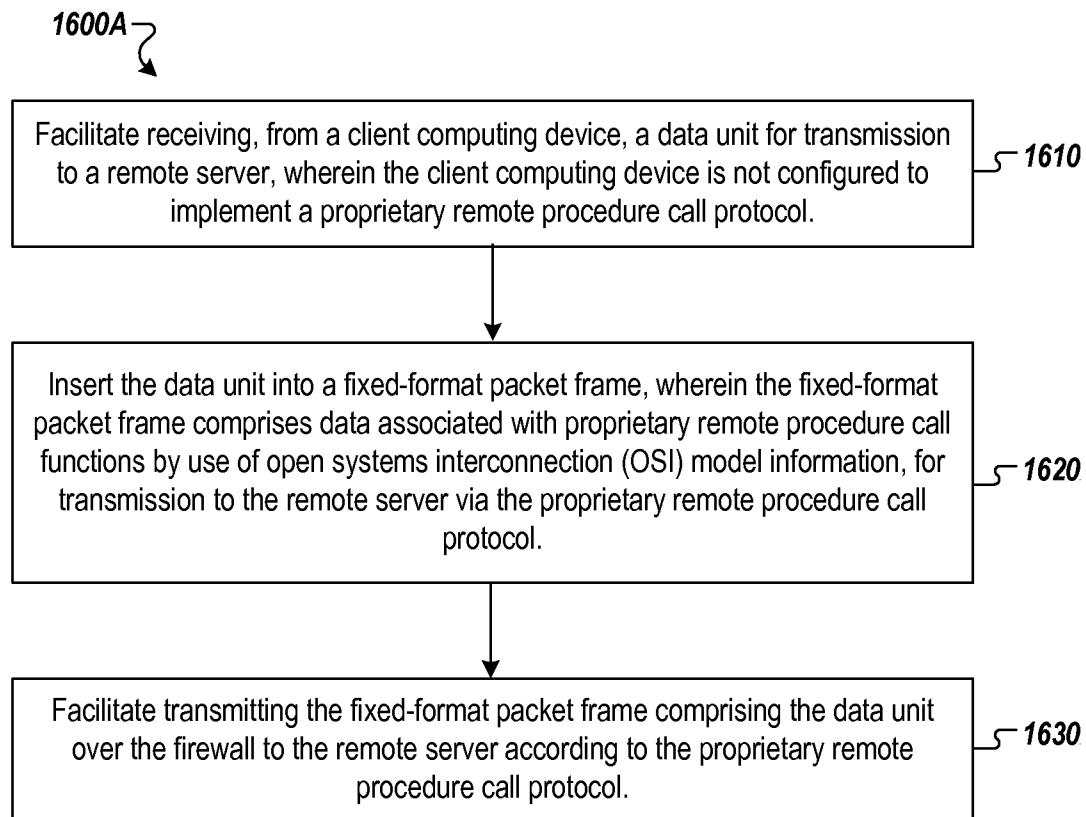 1600A
Facilitate receiving, from a client computing device, a data unit for transmission
to a remote server, wherein the client computing device is not configured to
implement a proprietary remote procedure call protocol.
1610
Insert the data unit into a fixed-format packet frame, wherein the fixed-format
packet frame comprises data associated with proprietary remote procedure call
functions by use of open systems interconnection (OSI) model information, for
transmission to the remote server via the proprietary remote procedure call
protocol.
1620
Facilitate transmitting the fixed-format packet frame comprising the data unit
over the firewall to the remote server according to the proprietary remote
procedure call protocol.
1630